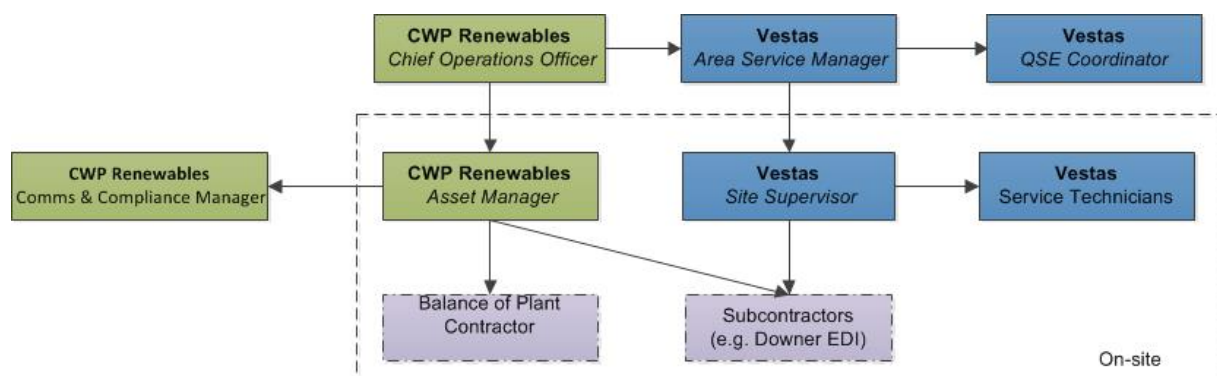 CWP Renewables
Chief Operations Officer
Vestas
Area Service Manager
Vestas
QSE Coordinator
CWP Renewables
Comms & Compliance Manager
CWP Renewables
Asset Manager
Vestas
Site Supervisor
Vestas
Service Technicians
Balance of Plant
Contractor
Subcontractors
(e.g. Downer EDI)
On-site